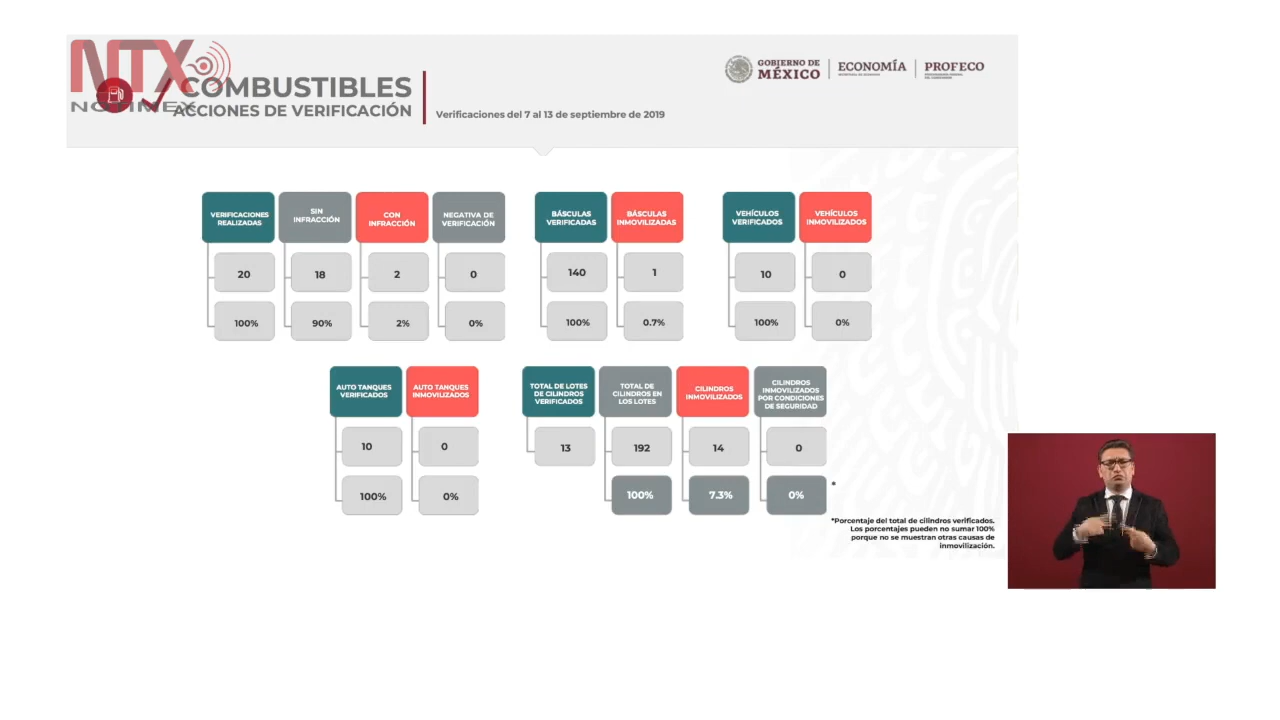 NTX
NOTIMEX
COMBUSTIBLES
ACCIONES DE VERIFICACIÓN
Verificaciones del 7 al 13 de septiembre de 2019
GOBIERNO DE
MÉXICO
ECONOMÍA
PROFECO
VERIFICACIONES
REALIZADAS
20
100%
SIN
INFRACCIÓN
18
90%
CON
INFRACCIÓN
2
2%
NEGATIVA DE
VERIFICACIÓN
0
0%
BÁSCULAS
VERIFICADAS
140
100%
BÁSCULAS
INMOVILIZADAS
1
0.7%
VEHÍCULOS
VERIFICADOS
10
100%
VEHÍCULOS
INMOVILIZADOS
0
0%
AUTO TANQUES
VERIFICADOS
10
100%
AUTO TANQUES
INMOVILIZADOS
0
0%
TOTAL DE LOTES
DE CILINDROS
VERIFICADOS
13
TOTAL DE
CILINDROS EN
LOS LOTES
192
100%
CILINDROS
INMOVILIZADOS
14
7.3%
CILINDROS
INMOVILIZADOS
POR CONDICIONES
DE SEGURIDAD
0
0%
*
*Porcentaje del total de cilindros verificados.
Los porcentajes pueden no sumar 100%
porque no se muestran otras causas de
inmovilización.